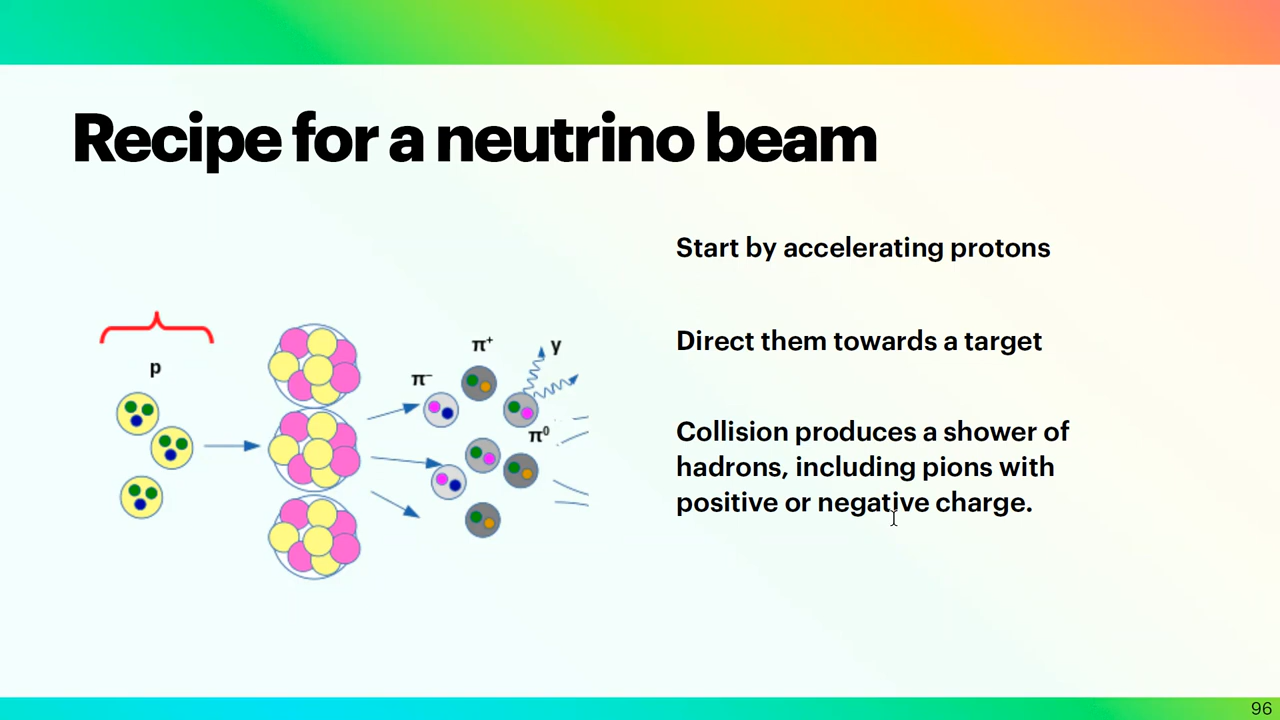 Recipe for a neutrino beam
Start by accelerating protons
Direct them towards a target
Collision produces a shower of
hadrons, including pions with
positive or negative charge.
p
π⁻
π⁺
γ
π⁰
96